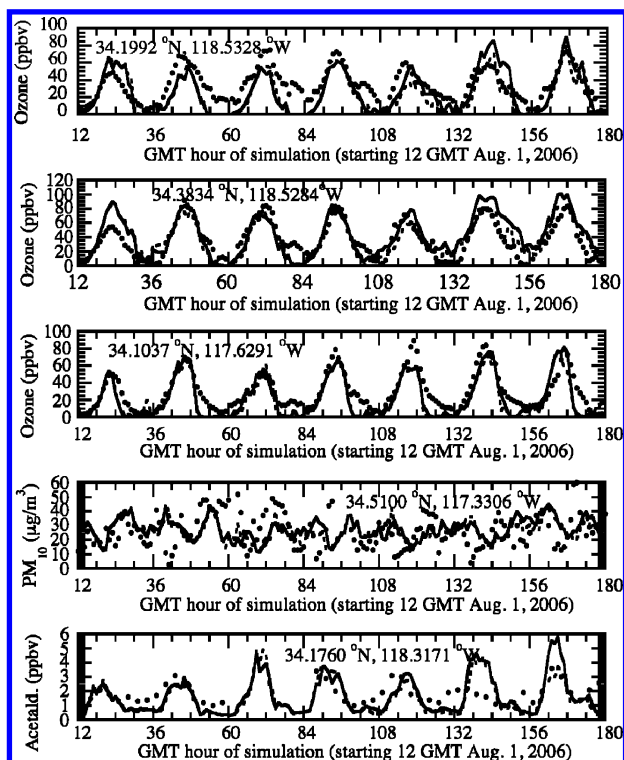 Ozone (ppbv)
34.1992 °N, 118.5328 °W
100
80
60
40
20
0
12 36 60 84 108 132 156 180
GMT hour of simulation (starting 12 GMT Aug. 1, 2006)
Ozone (ppbv)
34.3834 °N, 118.5284 °W
120
100
80
60
40
20
0
12 36 60 84 108 132 156 180
GMT hour of simulation (starting 12 GMT Aug. 1, 2006)
Ozone (ppbv)
34.1037 °N, 117.6291 °W
100
80
60
40
20
0
12 36 60 84 108 132 156 180
GMT hour of simulation (starting 12 GMT Aug. 1, 2006)
PM10 (μg/m3)
34.5100 °N, 117.3306 °W
60
50
40
30
20
10
0
12 36 60 84 108 132 156 180
GMT hour of simulation (starting 12 GMT Aug. 1, 2006)
Acetald. (ppbv)
34.1760 °N, 118.3171 °W
6
5
4
3
2
1
0
12 36 60 84 108 132 156 180
GMT hour of simulation (starting 12 GMT Aug. 1, 2006)